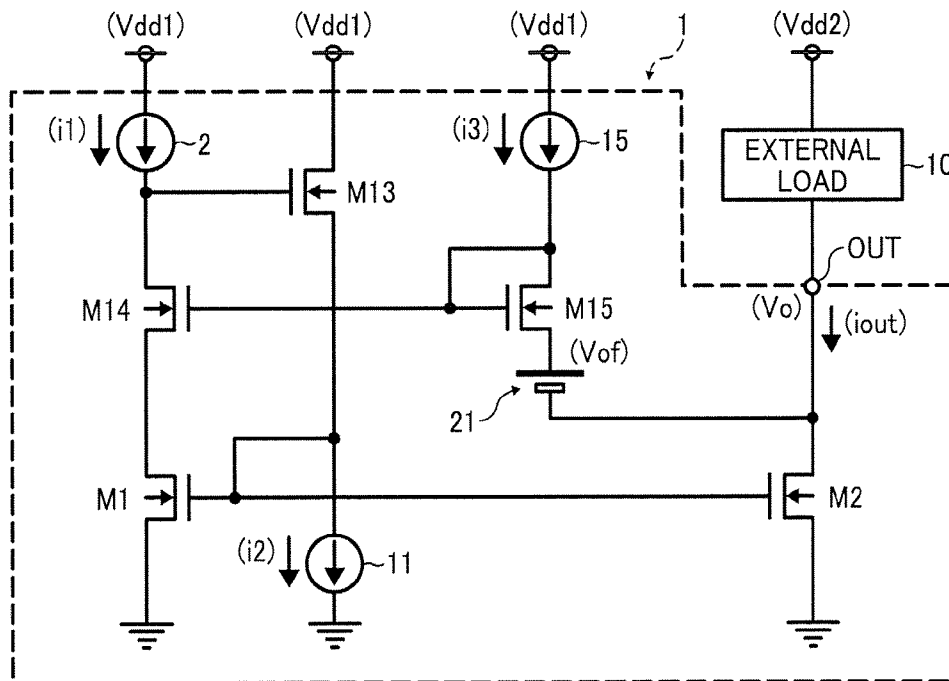 (Vdd1) (Vdd1) (Vdd1) 1 (Vdd2)
(i1) 2 (i3) 15 EXTERNAL LOAD 10
M13
OUT
M14 M15 (Vo) (iout)
(Vof)
21
M1 M2
(i2) 11